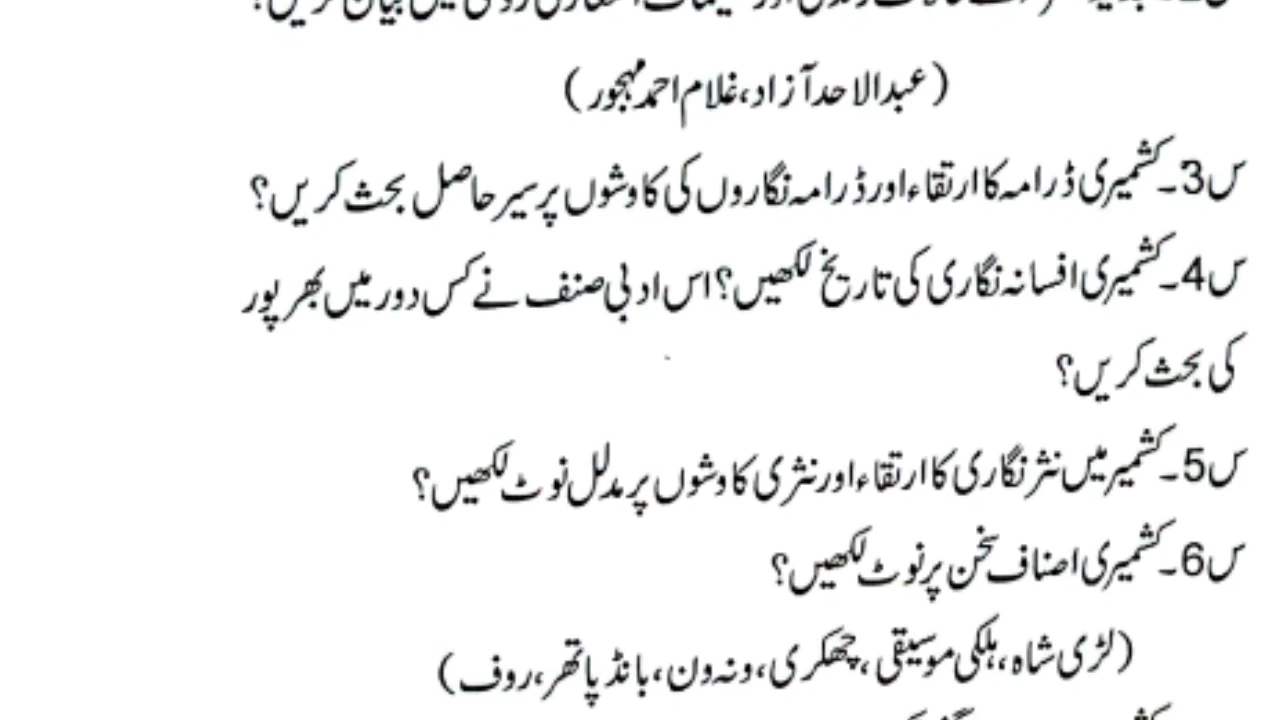 (عبدالاحد آزاد، غلام احمد مہجور)
س3۔ کشمیری ڈرامہ کا ارتقاء اور ڈرامہ نگاروں کی کاوشوں پر سیر حاصل بحث کریں؟
س4۔ کشمیری افسانہ نگاری کی تاریخ لکھیں؟ اس ادبی صنف نے کس دور میں بھر پور
کی بحث کریں؟
س5۔ کشمیر میں نثر نگاری کا ارتقاء اور نثری کاوشوں پر مدلل نوٹ لکھیں؟
س6۔ کشمیری اصناف سخن پر نوٹ لکھیں؟
(لڑی شاہ، ہلکی موسیقی، چھکری، ونہ ون، بانڈ پاتھر، روف)